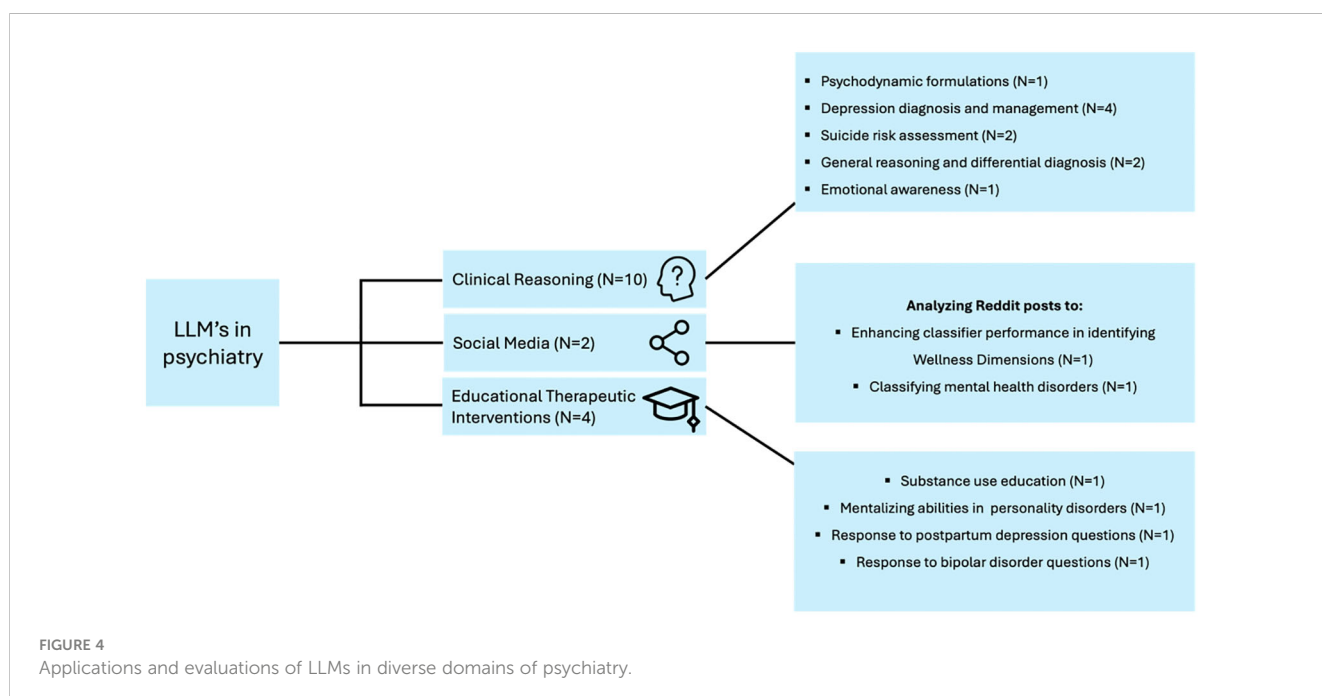 LLM's in
psychiatry
Clinical Reasoning (N=10)
?
Social Media (N=2)
Educational Therapeutic
Interventions (N=4)
▪ Psychodynamic formulations (N=1)
▪ Depression diagnosis and management (N=4)
▪ Suicide risk assessment (N=2)
▪ General reasoning and differential diagnosis (N=2)
▪ Emotional awareness (N=1)
Analyzing Reddit posts to:
▪ Enhancing classifier performance in identifying
Wellness Dimensions (N=1)
▪ Classifying mental health disorders (N=1)
▪ Substance use education (N=1)
▪ Mentalizing abilities in personality disorders (N=1)
▪ Response to postpartum depression questions (N=1)
▪ Response to bipolar disorder questions (N=1)
FIGURE 4
Applications and evaluations of LLMs in diverse domains of psychiatry.